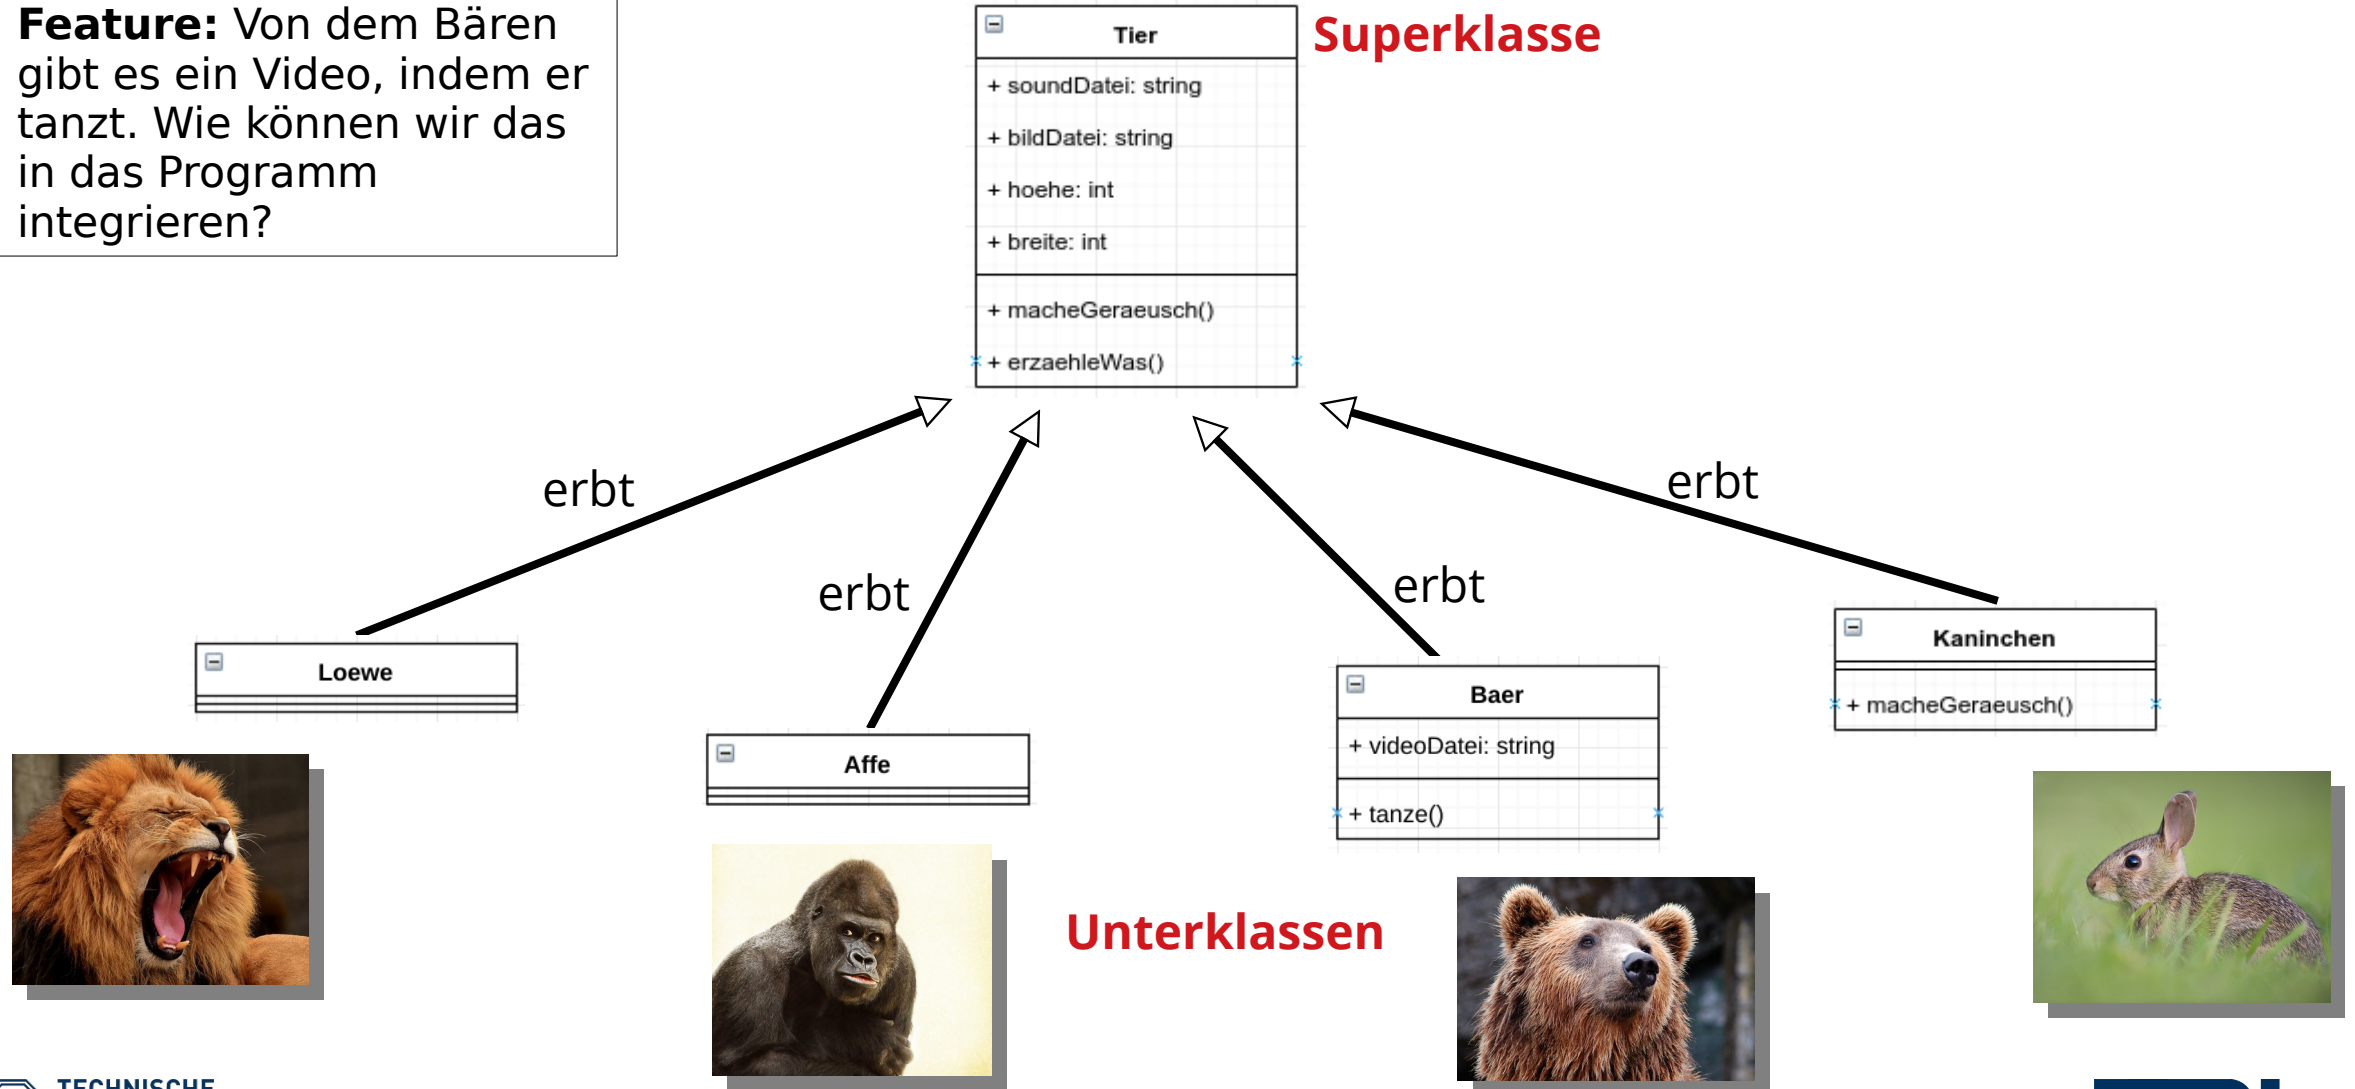 Feature: Von dem Bären
gibt es ein Video, indem er
tanzt. Wie können wir das
in das Programm
integrieren?
Tier
+ soundDatei: string
+ bildDatei: string
+ hoehe: int
+ breite: int
+ macheGeraeusch()
+ erzaehleWas()
Superklasse
erbt
erbt
erbt
erbt
Loewe
Affe
Baer
+ videoDatei: string
+ tanze()
Kaninchen
+ macheGeraeusch()
Unterklassen
TECHNISCHE